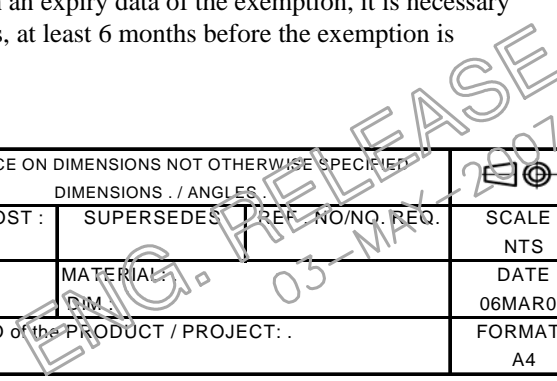 an expiry data of the exemption, it is necessary
s, at least 6 months before the exemption is
CE ON DIMENSIONS NOT OTHERWISE SPECIFIED
DIMENSIONS . / ANGLES .
OST : SUPERSEDES REF. NO/NO. REQ. SCALE
NTS
MATERIAL: . DATE
DIM . 06MAR0
O of the PRODUCT / PROJECT: . FORMAT
A4
ENG. RELEASE
03-MAY-2007